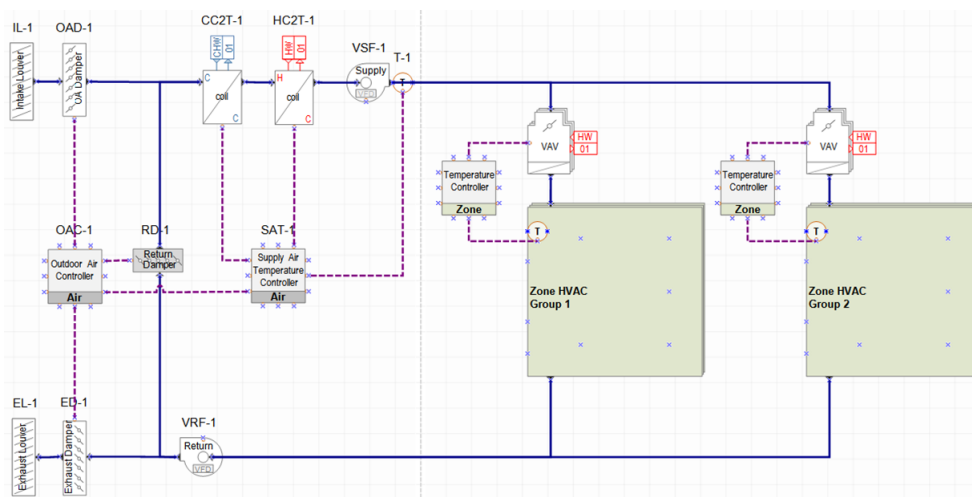 IL-1
OAD-1
CC2T-1
HC2T-1
VSF-1
T-1
Intake Louver
OA Damper
CHW
01
HW
01
C
coil
C
H
coil
C
Supply
VFD
T
VAV
HW
01
VAV
HW
01
Temperature
Controller
Zone
Temperature
Controller
Zone
OAC-1
RD-1
SAT-1
Outdoor Air
Controller
Air
Return
Damper
Supply Air
Temperature
Controller
Air
T
Zone HVAC
Group 1
T
Zone HVAC
Group 2
EL-1
ED-1
VRF-1
Exhaust Louver
Exhaust Damper
Return
VFD